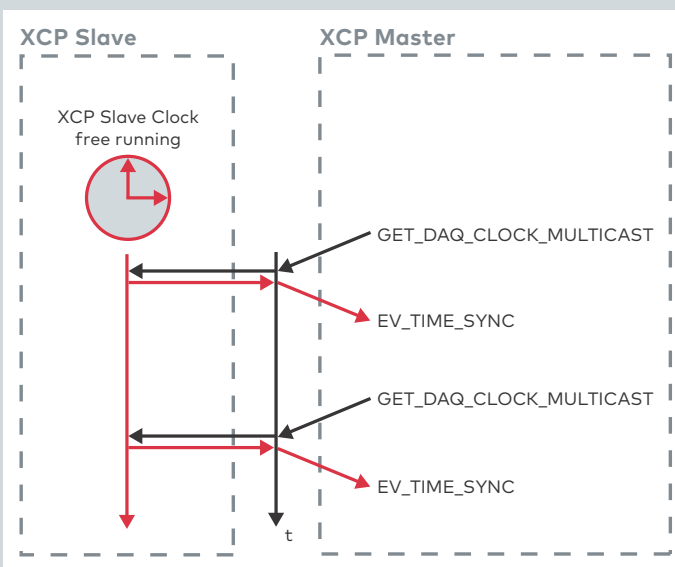 XCP Slave
XCP Master
XCP Slave Clock
free running
GET_DAQ_CLOCK_MULTICAST
EV_TIME_SYNC
GET_DAQ_CLOCK_MULTICAST
EV_TIME_SYNC
t